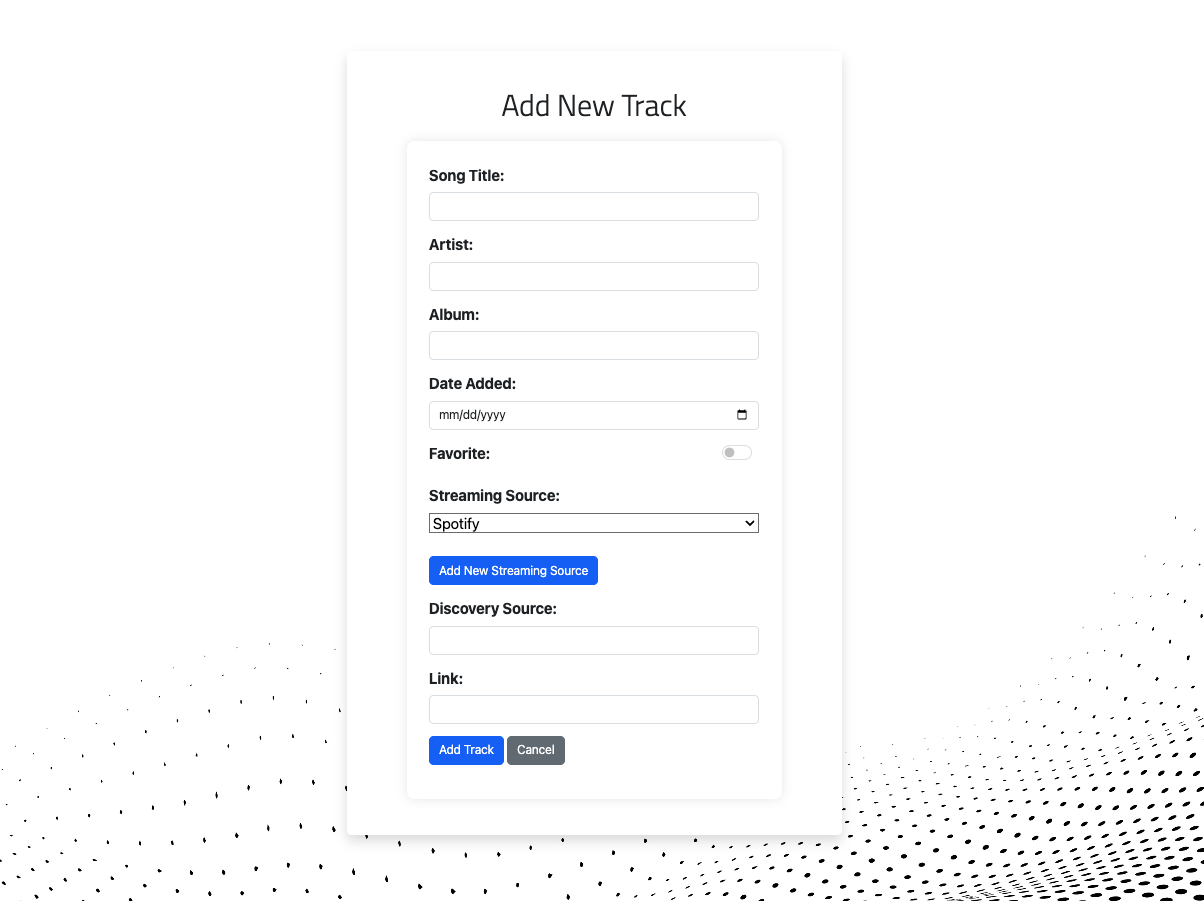 Add New Track
Song Title:
Artist:
Album:
Date Added:
mm/dd/yyyy
Favorite:
Streaming Source:
Spotify
Add New Streaming Source
Discovery Source:
Link:
Add Track Cancel